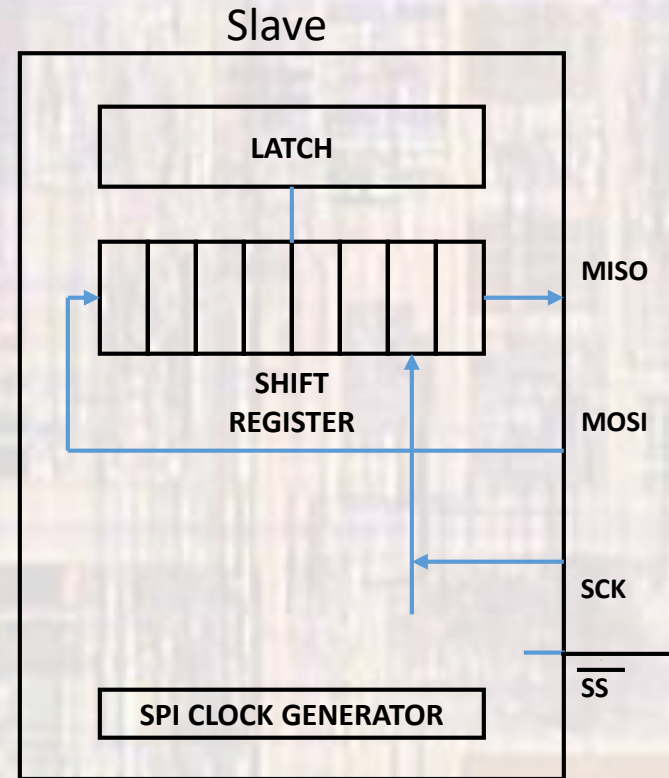 Slave
LATCH
MISO
SHIFT
REGISTER
MOSI
SCK
SS
SPI CLOCK GENERATOR